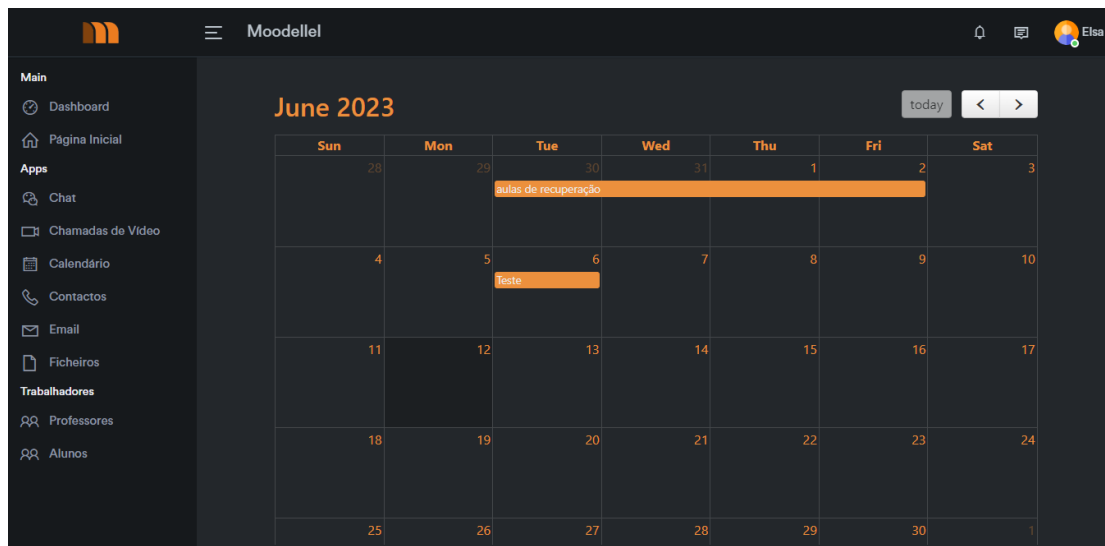 Moodellel
Elsa
Main
Dashboard
Página Inicial
Apps
Chat
Chamadas de Vídeo
Calendário
Contactos
Email
Ficheiros
Trabalhadores
Professores
Alunos
June 2023
today
Sun Mon Tue Wed Thu Fri Sat
28 29 30 31 1 2 3
aulas de recuperação
4 5 6 7 8 9 10
Teste
11 12 13 14 15 16 17
18 19 20 21 22 23 24
25 26 27 28 29 30 1